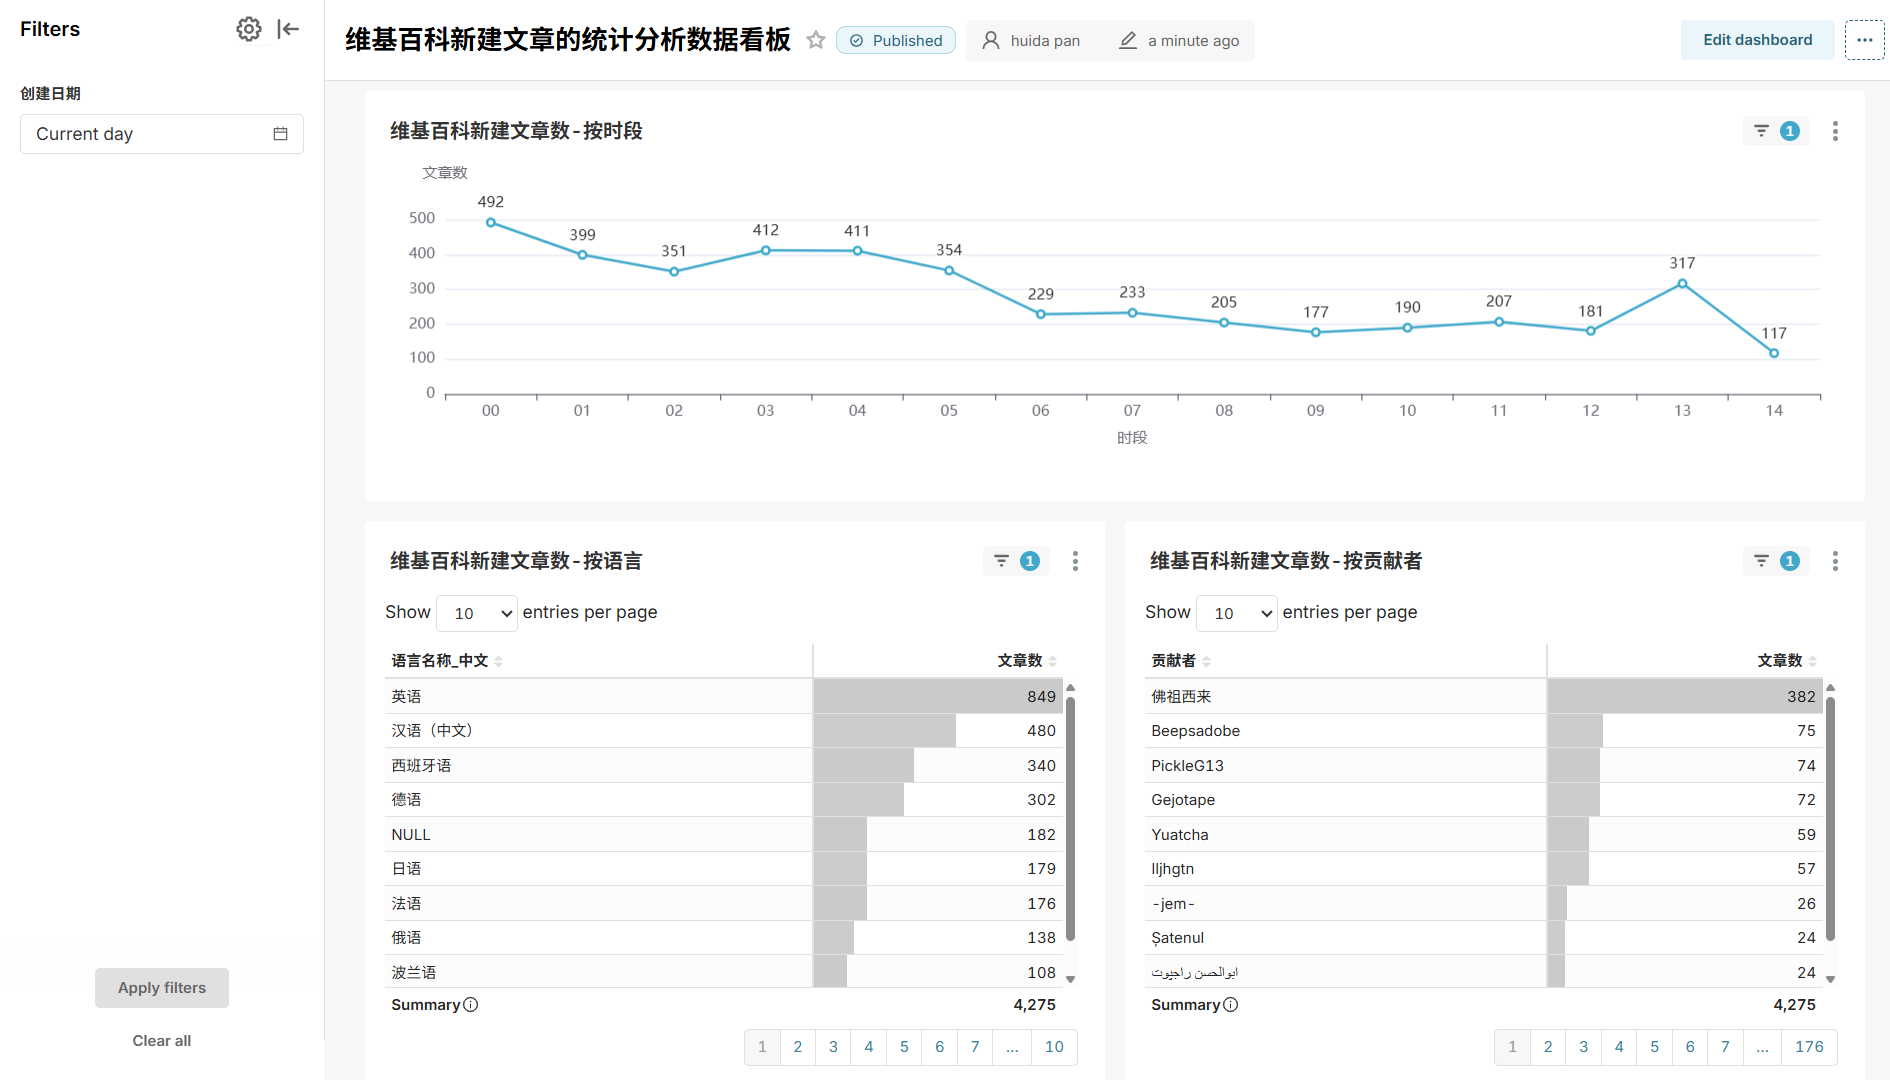 Filters
创建日期
Current day
Apply filters
Clear all
维基百科新建文章的统计分析数据看板
Published
huida pan
a minute ago
Edit dashboard
...
维基百科新建文章数-按时段
1
文章数
500
400
300
200
100
0
492
399
351
412
411
354
229
233
205
177
190
207
181
317
117
00 01 02 03 04 05 06 07 08 09 10 11 12 13 14
时段
维基百科新建文章数-按语言
1
Show 10 entries per page
语言名称_中文 文章数
英语 849
汉语（中文） 480
西班牙语 340
德语 302
NULL 182
日语 179
法语 176
俄语 138
波兰语 108
Summary 4,275
1 2 3 4 5 6 7 ... 10
维基百科新建文章数-按贡献者
1
Show 10 entries per page
贡献者 文章数
佛祖西来 382
Beepsadobe 75
PickleG13 74
Gejotape 72
Yuatcha 59
-jem- 26
Șatenul 24
ابوالحسن راجپوت 24
Summary 4,275
1 2 3 4 5 6 7 ... 176